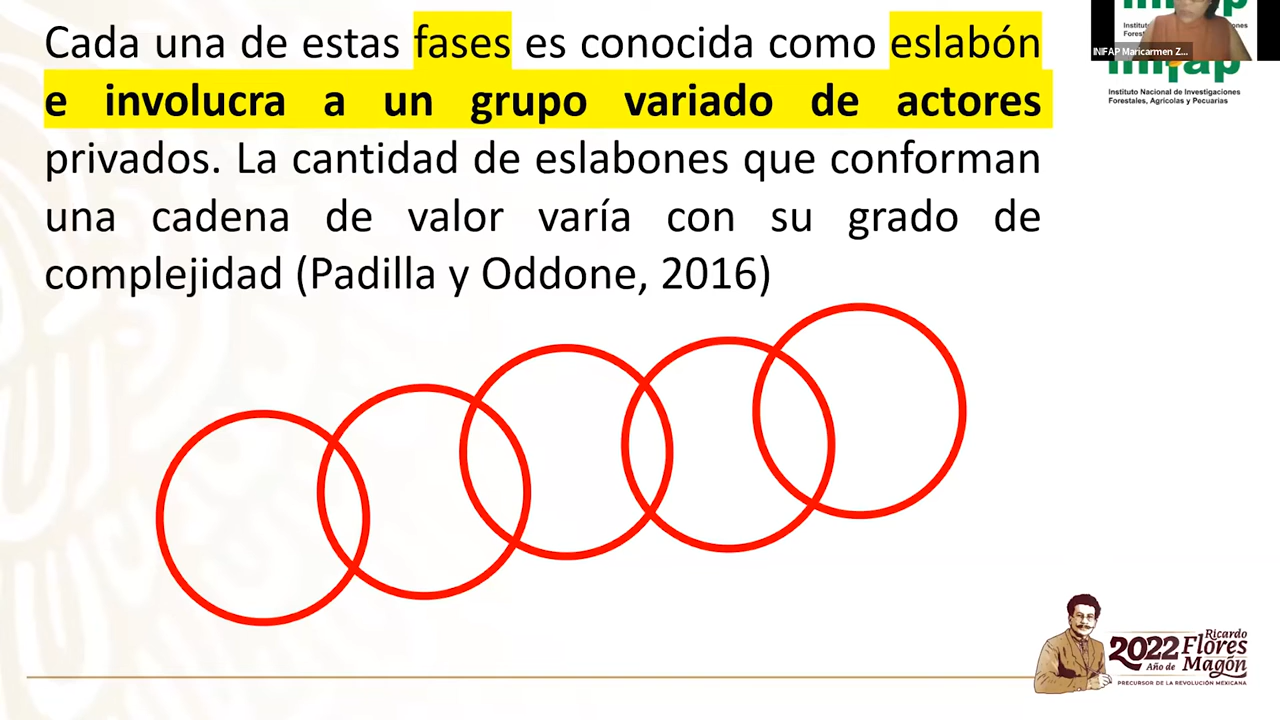 Cada una de estas fases es conocida como eslabón
e involucra a un grupo variado de actores
privados. La cantidad de eslabones que conforman
una cadena de valor varía con su grado de
complejidad (Padilla y Oddone, 2016)
INIFAP Maricarmen Z...
inifap
Instituto Nacional de Investigaciones
Forestales, Agrícolas y Pecuarias
2022
Año de
Ricardo
Flores
Magón
PRECURSOR DE LA REVOLUCIÓN MEXICANA